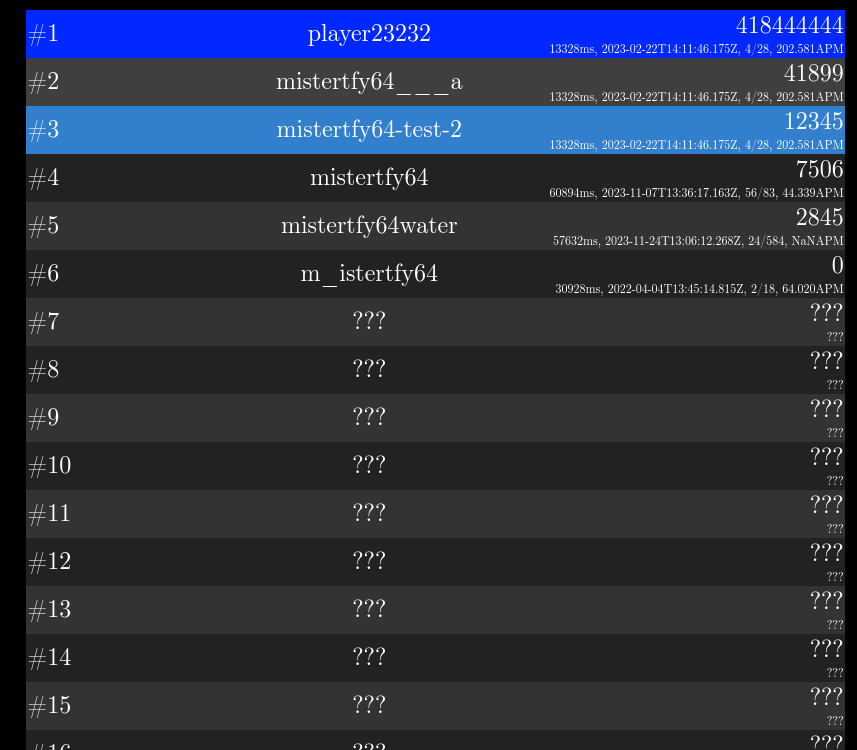 #1 player23232 418444444
13328ms, 2023-02-22T14:11:46.175Z, 4/28, 202.581APM
#2 mistertfy64___a 41899
13328ms, 2023-02-22T14:11:46.175Z, 4/28, 202.581APM
#3 mistertfy64-test-2 12345
13328ms, 2023-02-22T14:11:46.175Z, 4/28, 202.581APM
#4 mistertfy64 7506
60894ms, 2023-11-07T13:36:17.163Z, 56/83, 44.339APM
#5 mistertfy64water 2845
57632ms, 2023-11-24T13:06:12.268Z, 24/584, NaNAPM
#6 m_istertfy64 0
30928ms, 2022-04-04T13:45:14.815Z, 2/18, 64.020APM
#7 ??? ???
???
#8 ??? ???
???
#9 ??? ???
???
#10 ??? ???
???
#11 ??? ???
???
#12 ??? ???
???
#13 ??? ???
???
#14 ??? ???
???
#15 ??? ???
???
#16 ??? ???